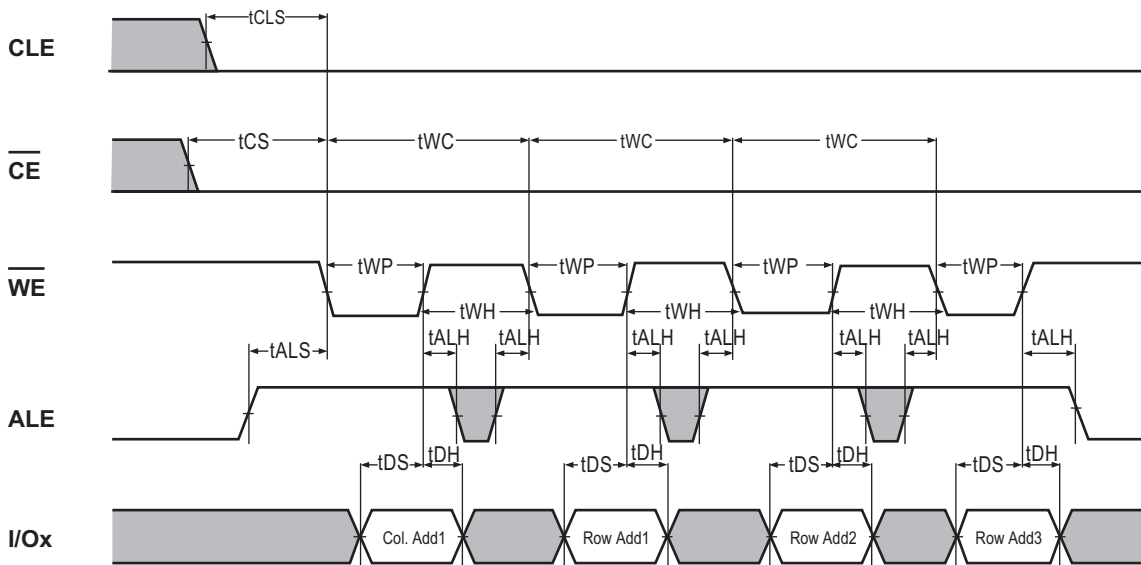 CLE
tCLS
CE
tCS
tWC
tWC
tWC
WE
tWP
tWP
tWP
tWP
tWH
tWH
tWH
tALS
tALH
tALH
tALH
tALH
tALH
tALH
tALH
ALE
tDS
tDH
tDS
tDH
tDS
tDH
tDS
tDH
I/Ox
Col. Add1
Row Add1
Row Add2
Row Add3